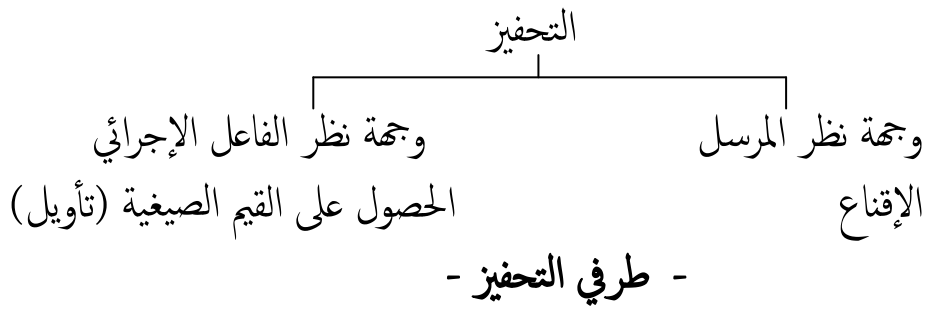 التحفيز
وجهة نظر المرسل وجهة نظر الفاعل الإجرائي
الإقناع الحصول على القيم الصيغية (تأويل)
- طرفي التحفيز -